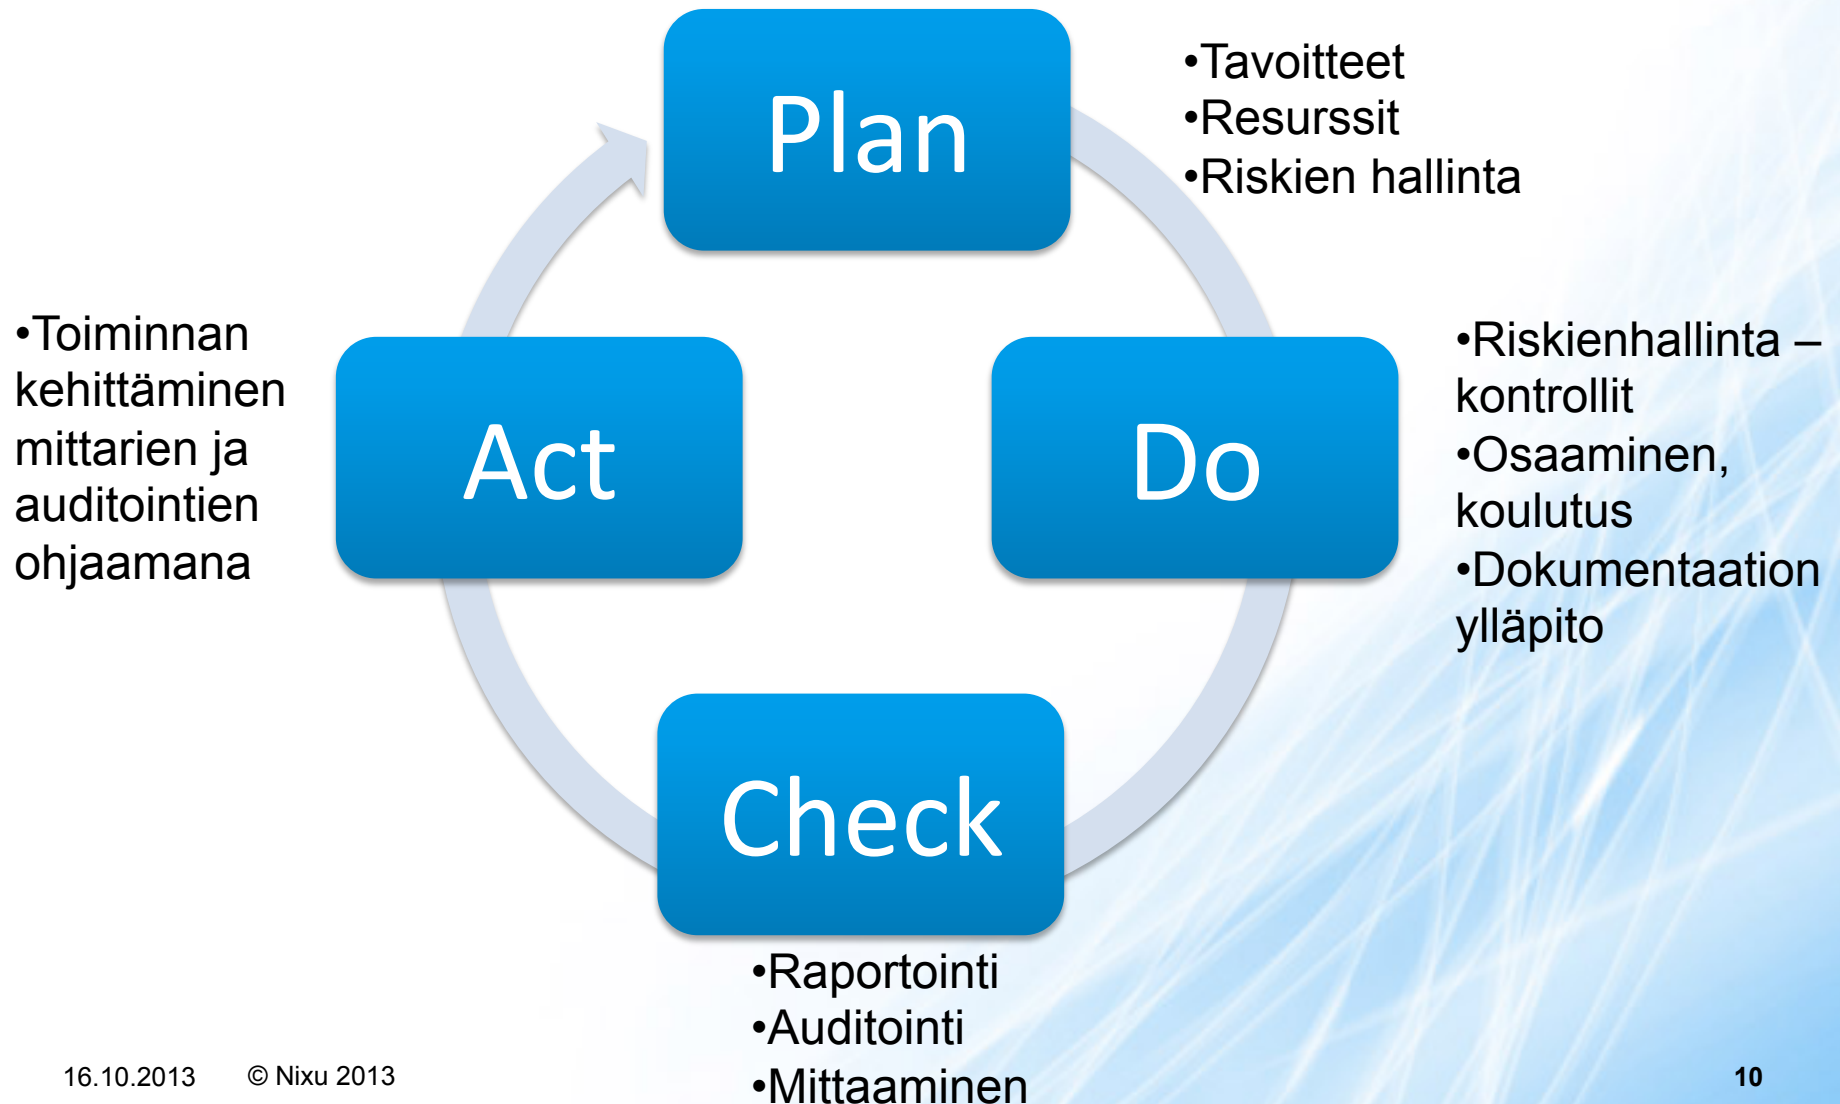 Plan
•Tavoitteet
•Resurssit
•Riskien hallinta
Do
•Riskienhallinta –
kontrollit
•Osaaminen,
koulutus
•Dokumentaation
ylläpito
Check
•Raportointi
•Auditointi
•Mittaaminen
Act
•Toiminnan
kehittäminen
mittarien ja
auditointien
ohjaamana
16.10.2013
© Nixu 2013
10